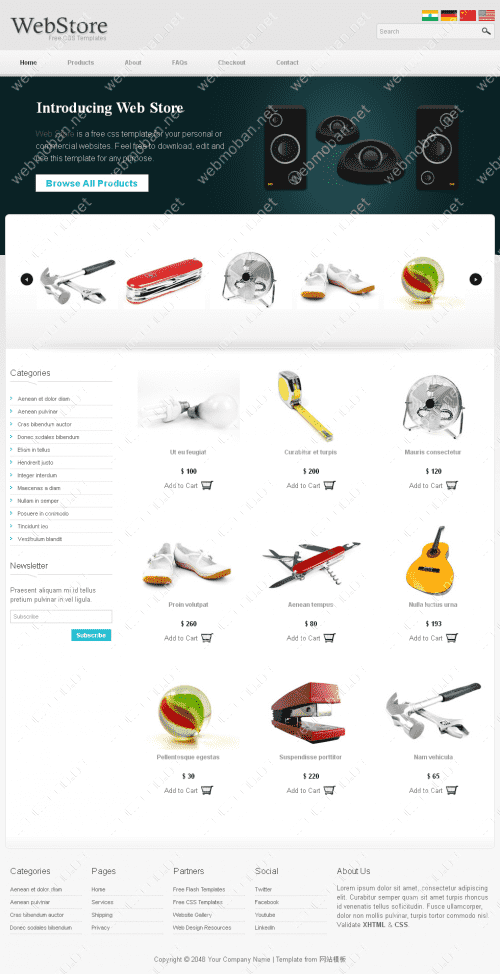 WebStore
Free CSS Templates
Search
Home Products About FAQs Checkout Contact
Introducing Web Store
Web Store is a free css template for your personal or
commercial websites. Feel free to download, edit and
use this template for any purpose.
Browse All Products
Categories
Aenean et dolor diam
Aenean pulvinar
Cras bibendum auctor
Donec sodales bibendum
Etiam in tellus
Hendrerit justo
Integer interdum
Maecenas a diam
Nullam in semper
Posuere in commodo
Tincidunt leo
Vestibulum blandit
Newsletter
Praesent aliquam mi id tellus
pretium pulvinar in vel ligula.
Subscribe
Subscribe
Ut eu feugiat Curabitur et turpis Mauris consectetur
$ 100 $ 200 $ 120
Add to Cart Add to Cart Add to Cart
Proin volutpat Aenean tempus Nulla luctus urna
$ 260 $ 80 $ 193
Add to Cart Add to Cart Add to Cart
Pellentesque egestas Suspendisse porttitor Nam vehicula
$ 30 $ 220 $ 65
Add to Cart Add to Cart Add to Cart
Categories Pages Partners Social About Us
Aenean et dolor diam Home Free Flash Templates Twitter
Aenean pulvinar Services Free CSS Templates Facebook
Cras bibendum auctor Shipping Website Gallery Youtube
Donec sodales bibendum Privacy Web Design Resources LinkedIn
Lorem ipsum dolor sit amet, consectetur adipiscing
elit. Curabitur semper quam sit amet turpis rhoncus
id venenatis tellus sollicitudin. Fusce ullamcorper,
dolor non mollis pulvinar, turpis tortor commodo nisl.
Validate XHTML & CSS.
Copyright © 2048 Your Company Name | Template from 网站模板
webmoban.net